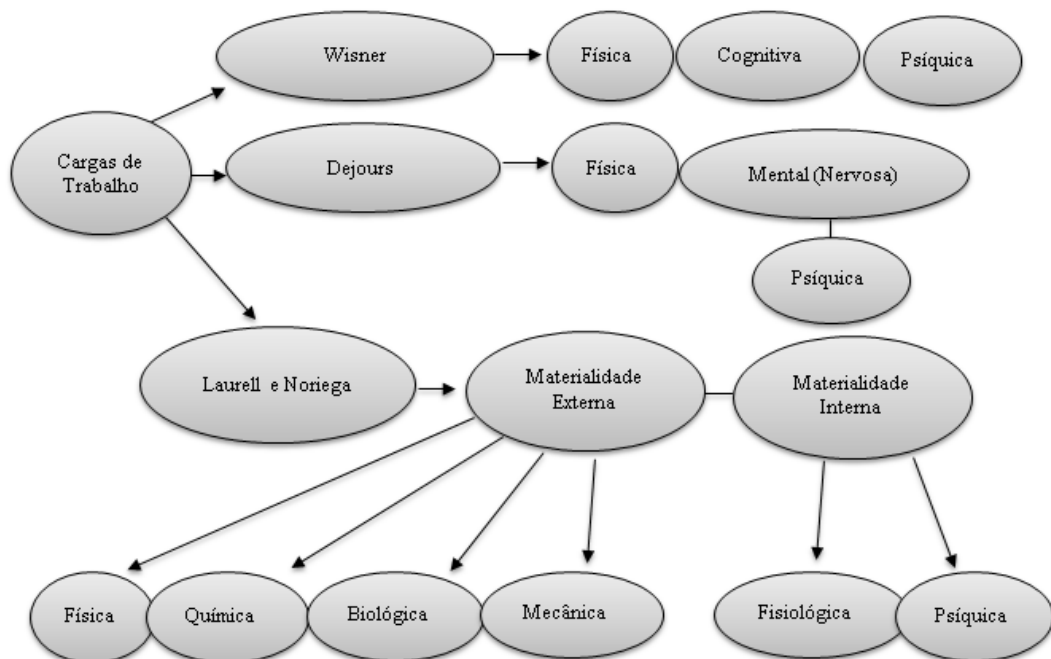 Wisner
Física
Cognitiva
Psíquica
Cargas de
Trabalho
Dejours
Física
Mental (Nervosa)
Psíquica
Laurell e Noriega
Materialidade
Externa
Materialidade
Interna
Física
Química
Biológica
Mecânica
Fisiológica
Psíquica